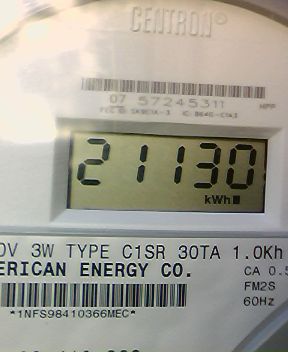 CENTRON®
07 57245311
21130
kWh
0V 3W TYPE C1SR 30TA 1.0Kh
ERICAN ENERGY CO.
CA 0.5
FM2S
60Hz
*1NFS98410366MEC*